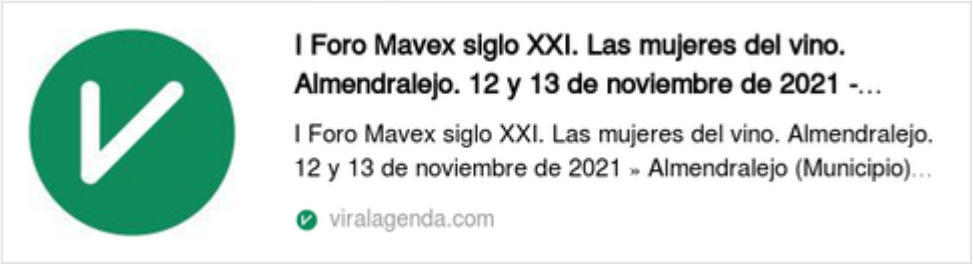 I Foro Mavex siglo XXI. Las mujeres del vino.
Almendralejo. 12 y 13 de noviembre de 2021 -...
I Foro Mavex siglo XXI. Las mujeres del vino. Almendralejo.
12 y 13 de noviembre de 2021 » Almendralejo (Municipio)...
viralagenda.com